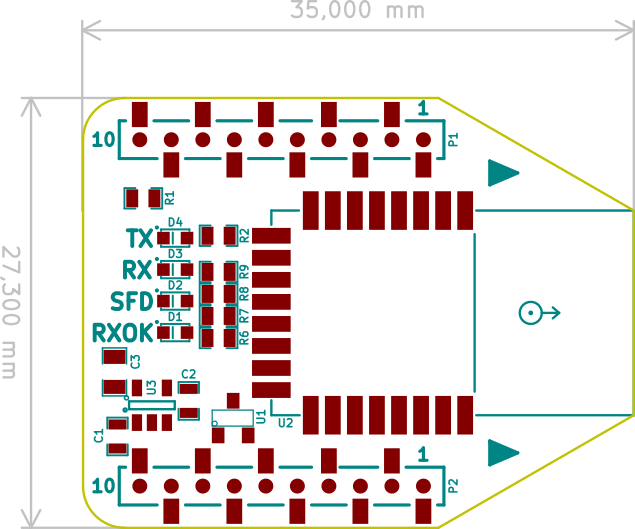 35,000 mm
1
10
P1
R1
D4
TX
R2
D3
RX
R9
D2
SFD
R8
D1
R7
RXOK
R6
27,300 mm
C3
C2
U3
U1
U2
C1
1
10
P2